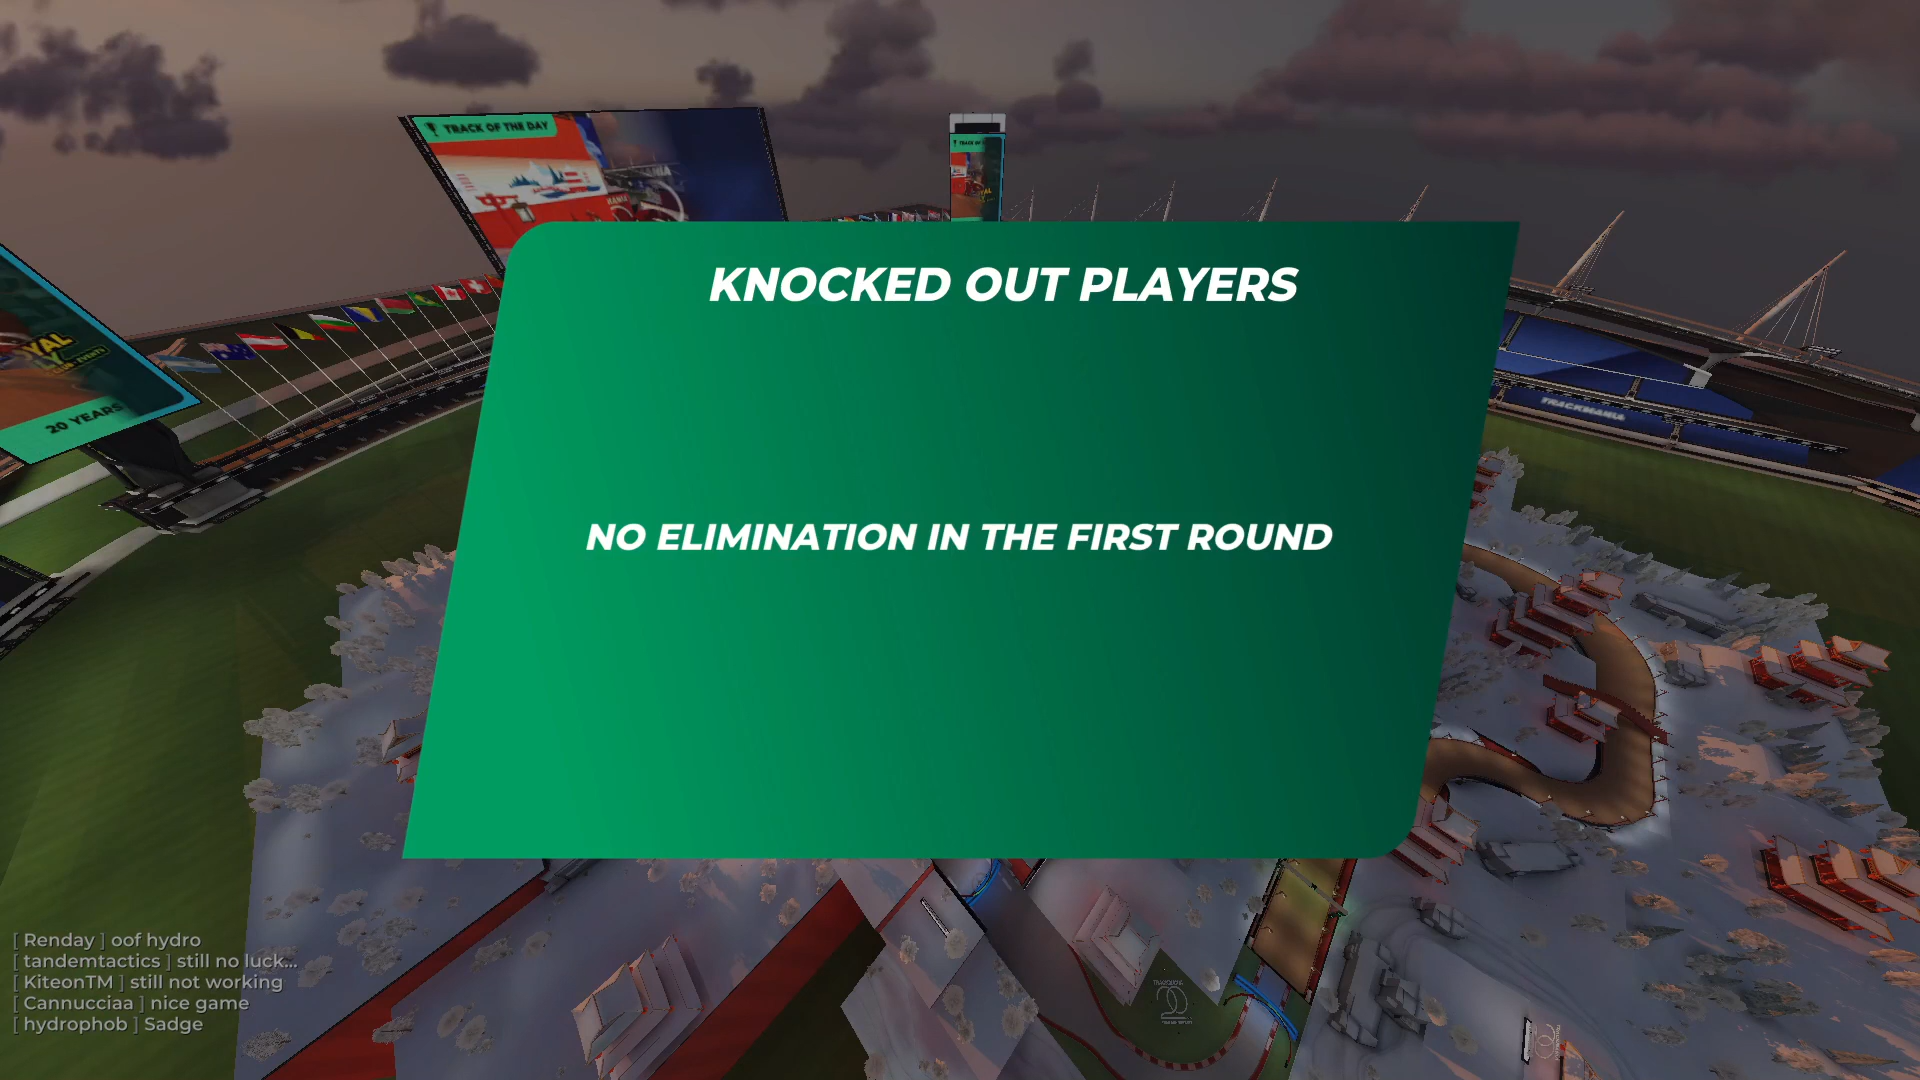 TRACK OF THE DAY
KNOCKED OUT PLAYERS
20 YEARS
TRACKMANIA
NO ELIMINATION IN THE FIRST ROUND
[ Renday ] oof hydro
[ tandemtactics ] still no luck...
[ KiteonTM ] still not working
[ Cannucciaa ] nice game
[ hydrophob ] Sadge